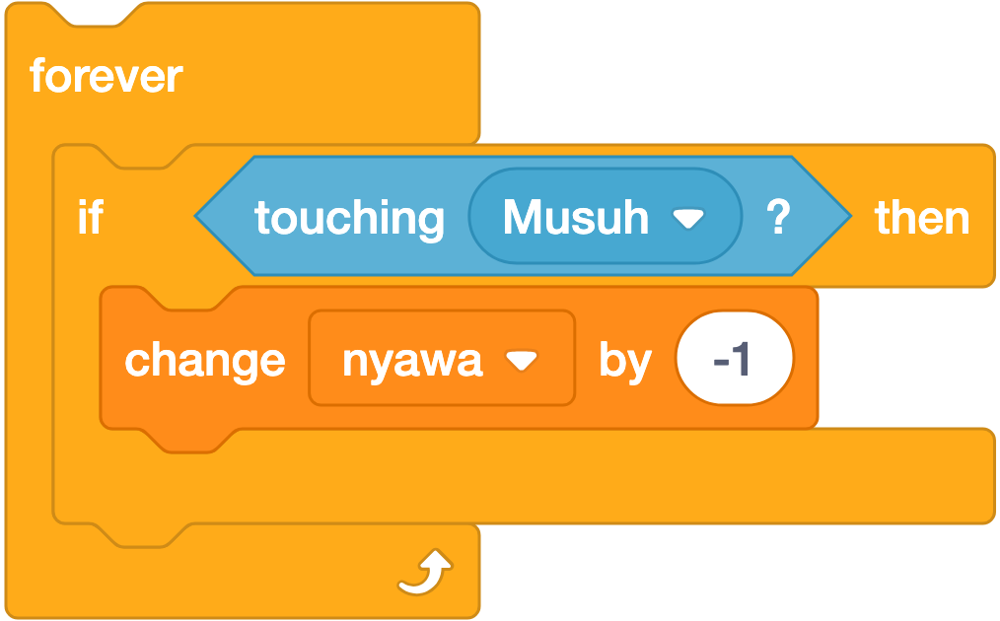 forever
if touching Musuh ? then
change nyawa by -1